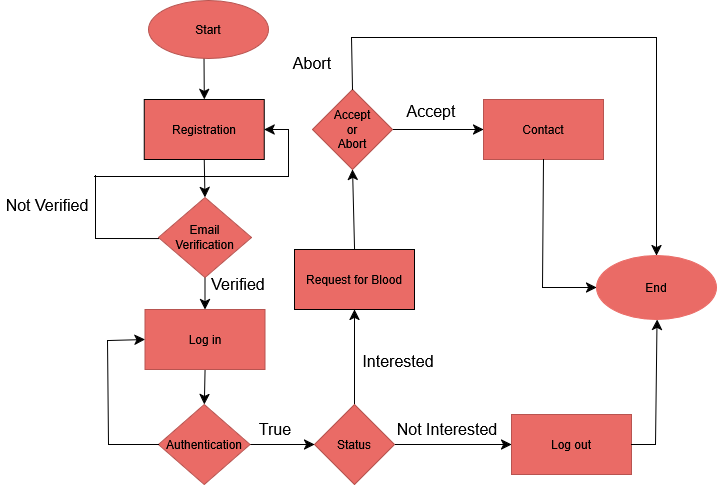 Start
Registration
Not Verified
Email
Verification
Verified
Log in
Authentication
True
Status
Interested
Not Interested
Request for Blood
Accept
or
Abort
Abort
Accept
Contact
Log out
End